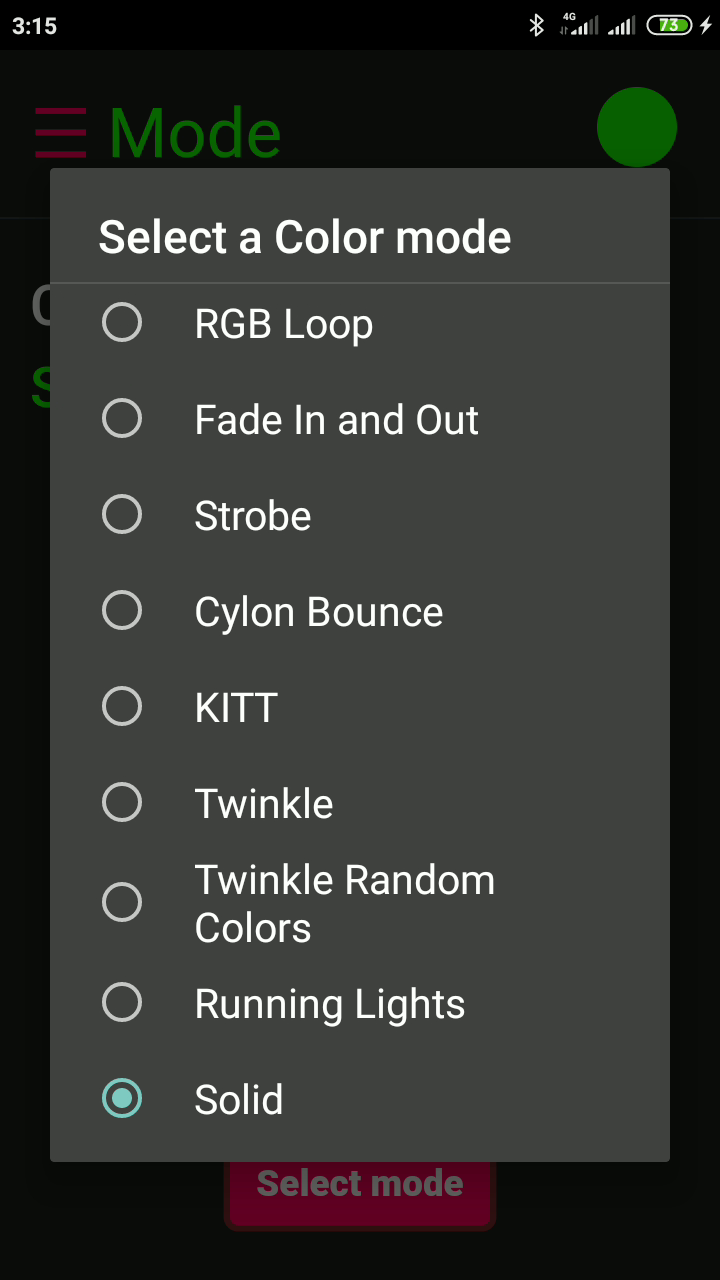 3:15
4G
73
Mode
Select a Color mode
RGB Loop
Fade In and Out
Strobe
Cylon Bounce
KITT
Twinkle
Twinkle Random
Colors
Running Lights
Solid
Select mode